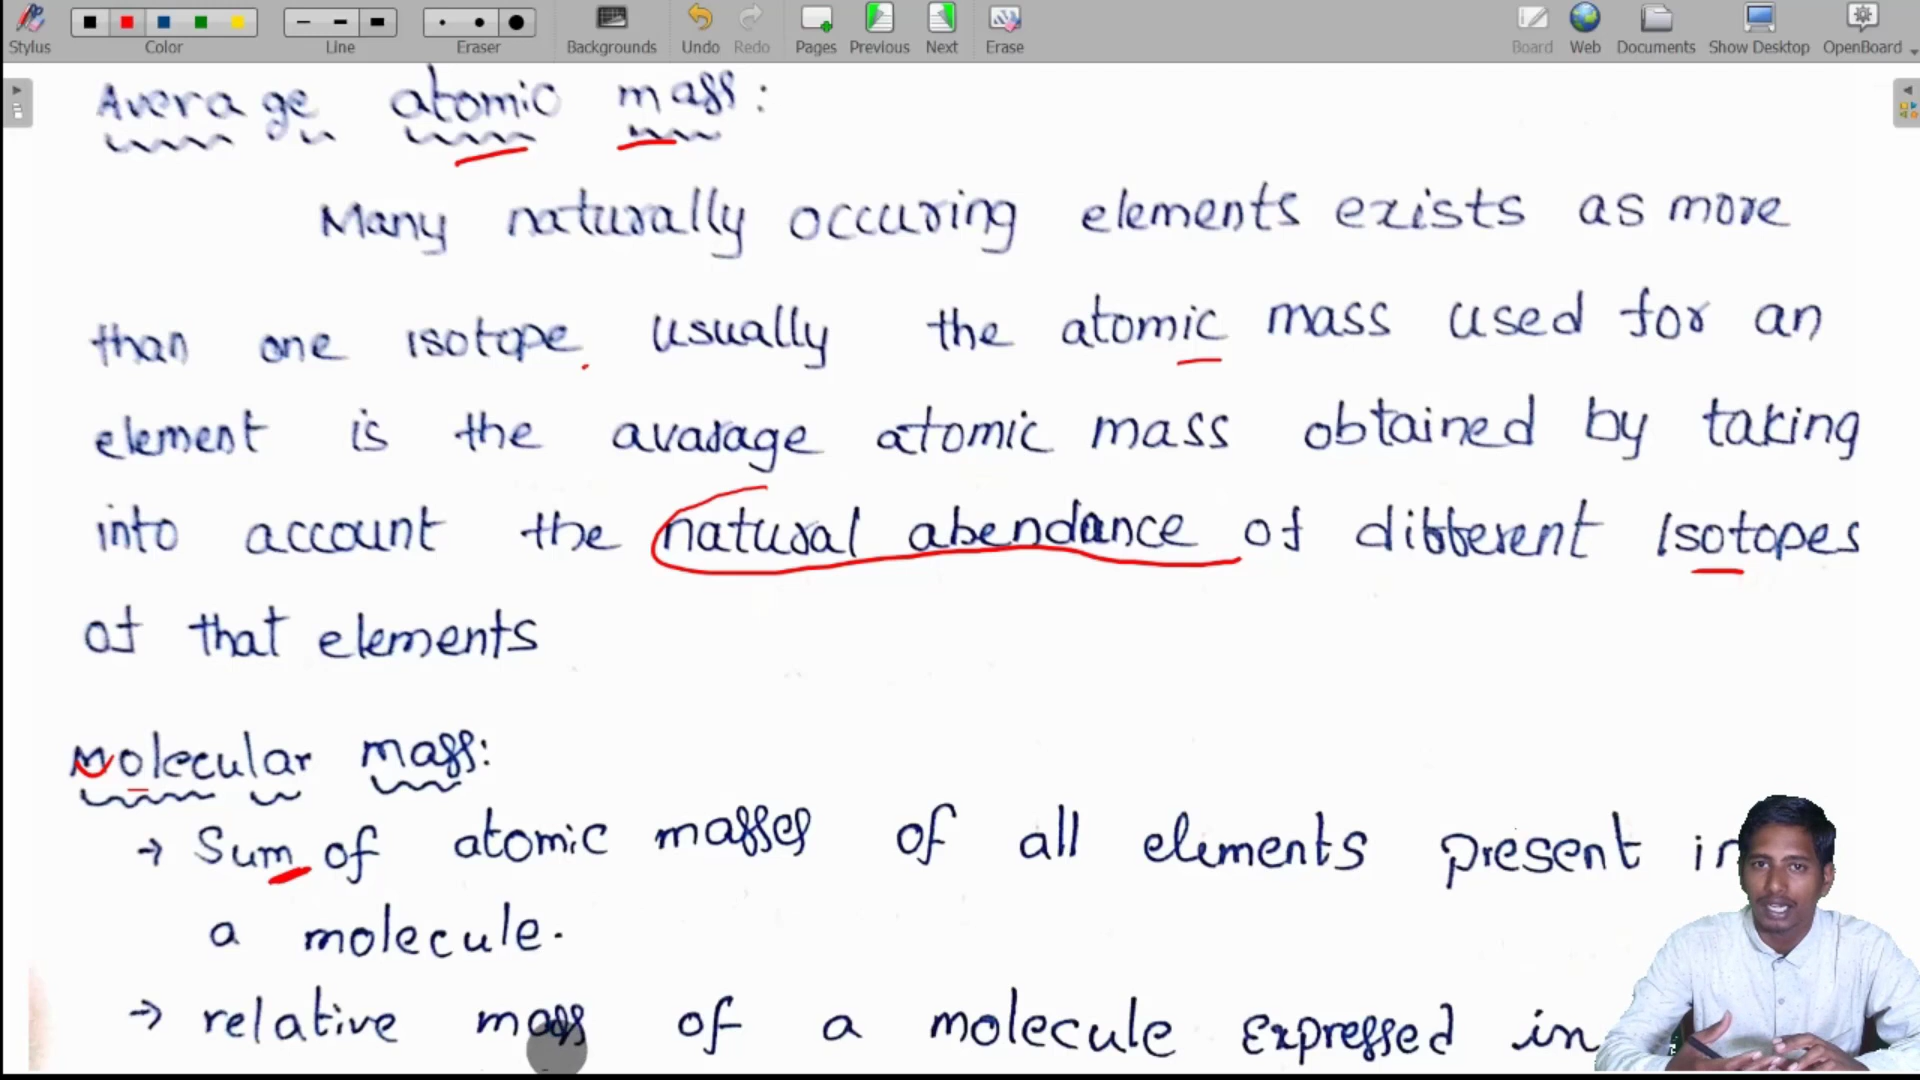 Stylus Color Line Eraser Backgrounds Undo Redo Pages Previous Next Erase Board Web Documents Show Desktop OpenBoard
Average atomic mass:
Many naturally occuring elements exists as more
than one isotope. Usually the atomic mass used for an
element is the avarage atomic mass obtained by taking
into account the natural abendance of different Isotopes
of that elements
Molecular mass:
→ Sum of atomic masses of all elements present in
a molecule.
→ relative mass of a molecule expressed in